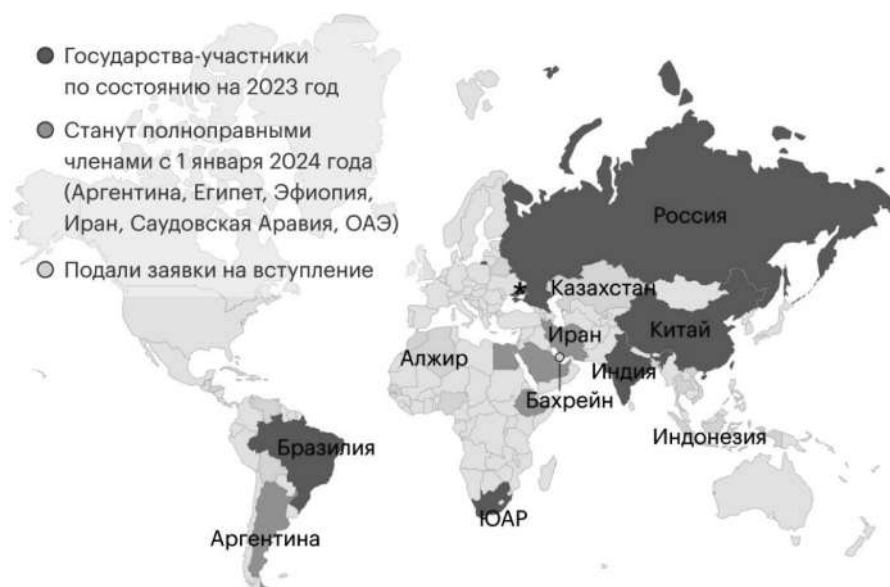 Государства-участники
по состоянию на 2023 год
Станут полноправными
членами с 1 января 2024 года
(Аргентина, Египет, Эфиопия,
Иран, Саудовская Аравия, ОАЭ)
Подали заявки на вступление
Россия
*
Казахстан
Иран
Китай
Алжир
Индия
Бахрейн
Индонезия
Бразилия
ЮАР
Аргентина